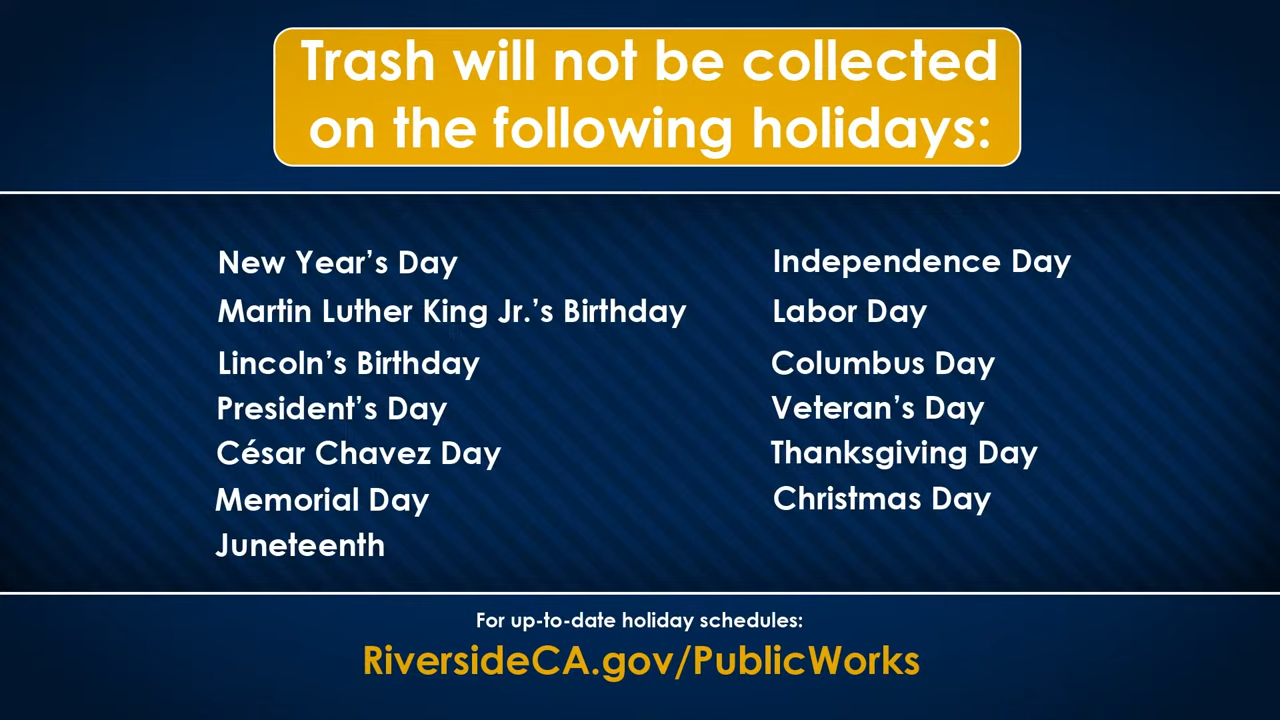 Trash will not be collected
on the following holidays:
New Year’s Day
Martin Luther King Jr.’s Birthday
Lincoln’s Birthday
President’s Day
César Chavez Day
Memorial Day
Juneteenth
Independence Day
Labor Day
Columbus Day
Veteran’s Day
Thanksgiving Day
Christmas Day
For up-to-date holiday schedules:
RiversideCA.gov/PublicWorks